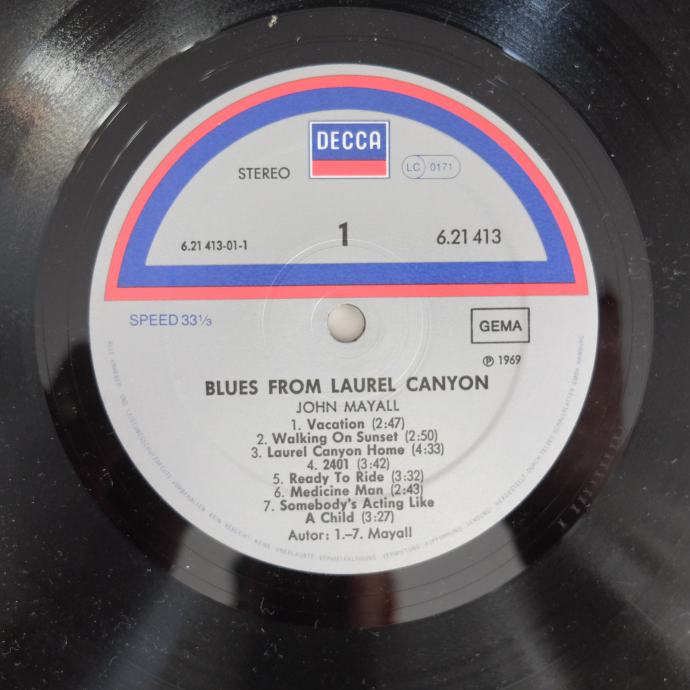 DECCA
STEREO
LC 0171
6.21 413-01-1
1
6.21 413
SPEED 33⅓
GEMA
℗ 1969
BLUES FROM LAUREL CANYON
JOHN MAYALL
1. Vacation (2:47)
2. Walking On Sunset (2:50)
3. Laurel Canyon Home (4:33)
4. 2401 (3:42)
5. Ready To Ride (3:32)
6. Medicine Man (2:43)
7. Somebody's Acting Like
A Child (3:27)
Autor: 1.–7. Mayall